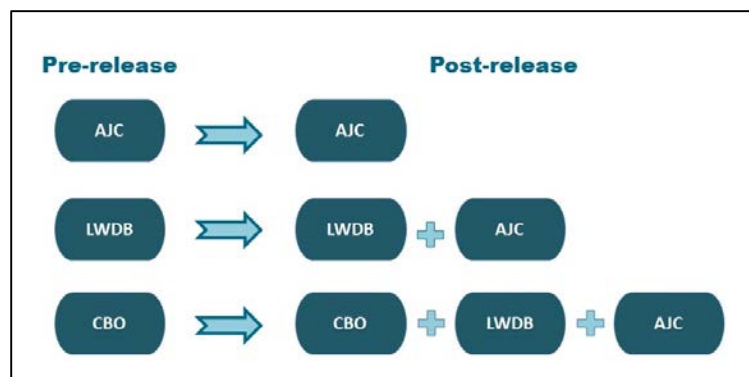 Pre-release Post-release
AJC AJC
LWDB LWDB AJC
CBO CBO LWDB AJC